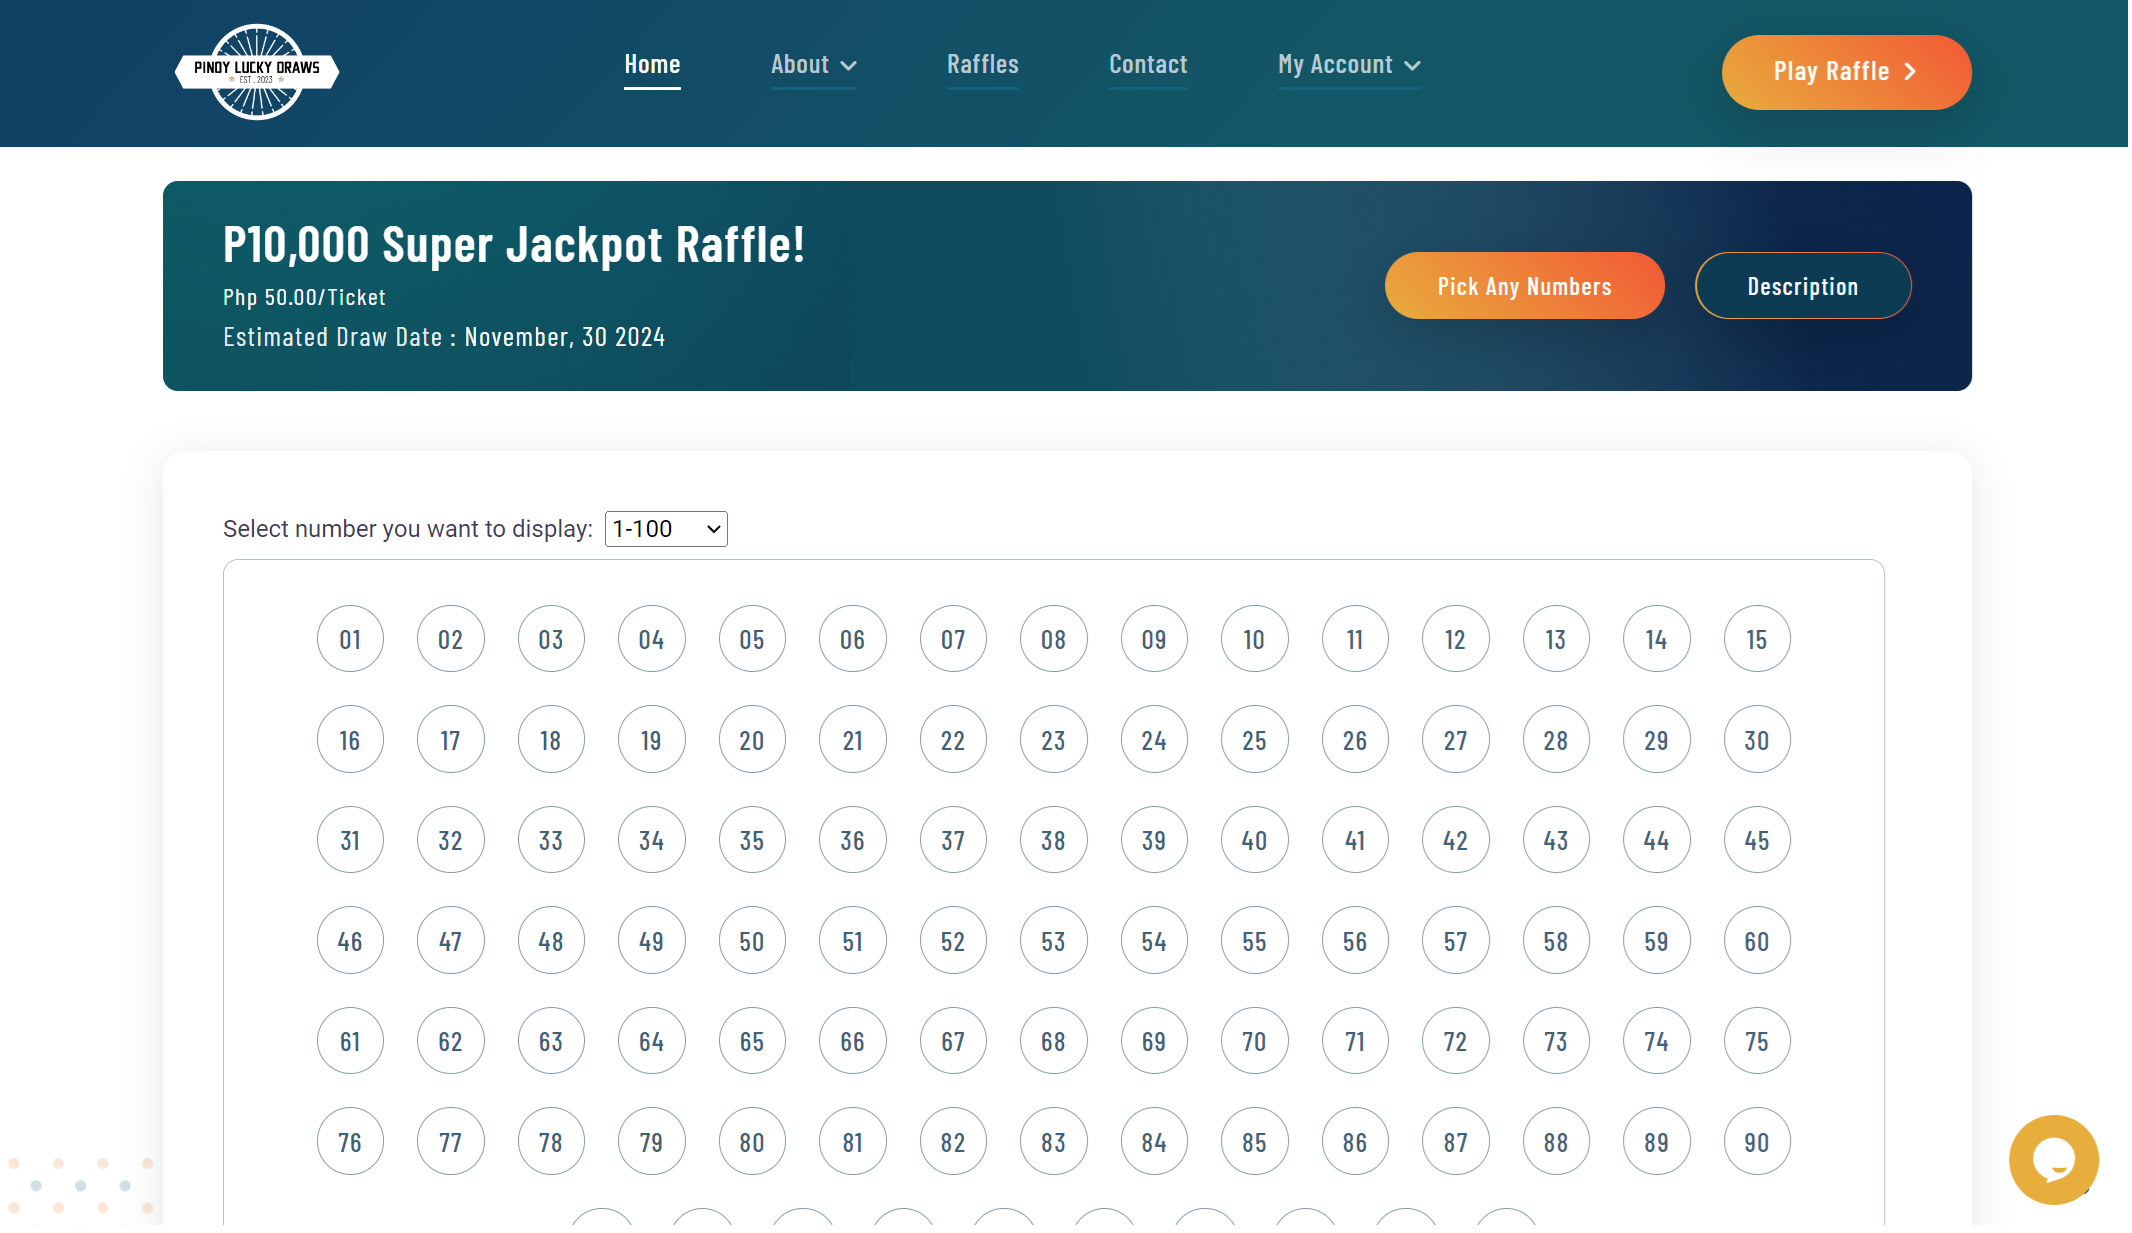 PINOY LUCKY DRAWS
EST. 2023
Home About Raffles Contact My Account Play Raffle
P10,000 Super Jackpot Raffle!
Php 50.00/Ticket
Estimated Draw Date : November, 30 2024
Pick Any Numbers Description
Select number you want to display: 1-100
01 02 03 04 05 06 07 08 09 10 11 12 13 14 15
16 17 18 19 20 21 22 23 24 25 26 27 28 29 30
31 32 33 34 35 36 37 38 39 40 41 42 43 44 45
46 47 48 49 50 51 52 53 54 55 56 57 58 59 60
61 62 63 64 65 66 67 68 69 70 71 72 73 74 75
76 77 78 79 80 81 82 83 84 85 86 87 88 89 90